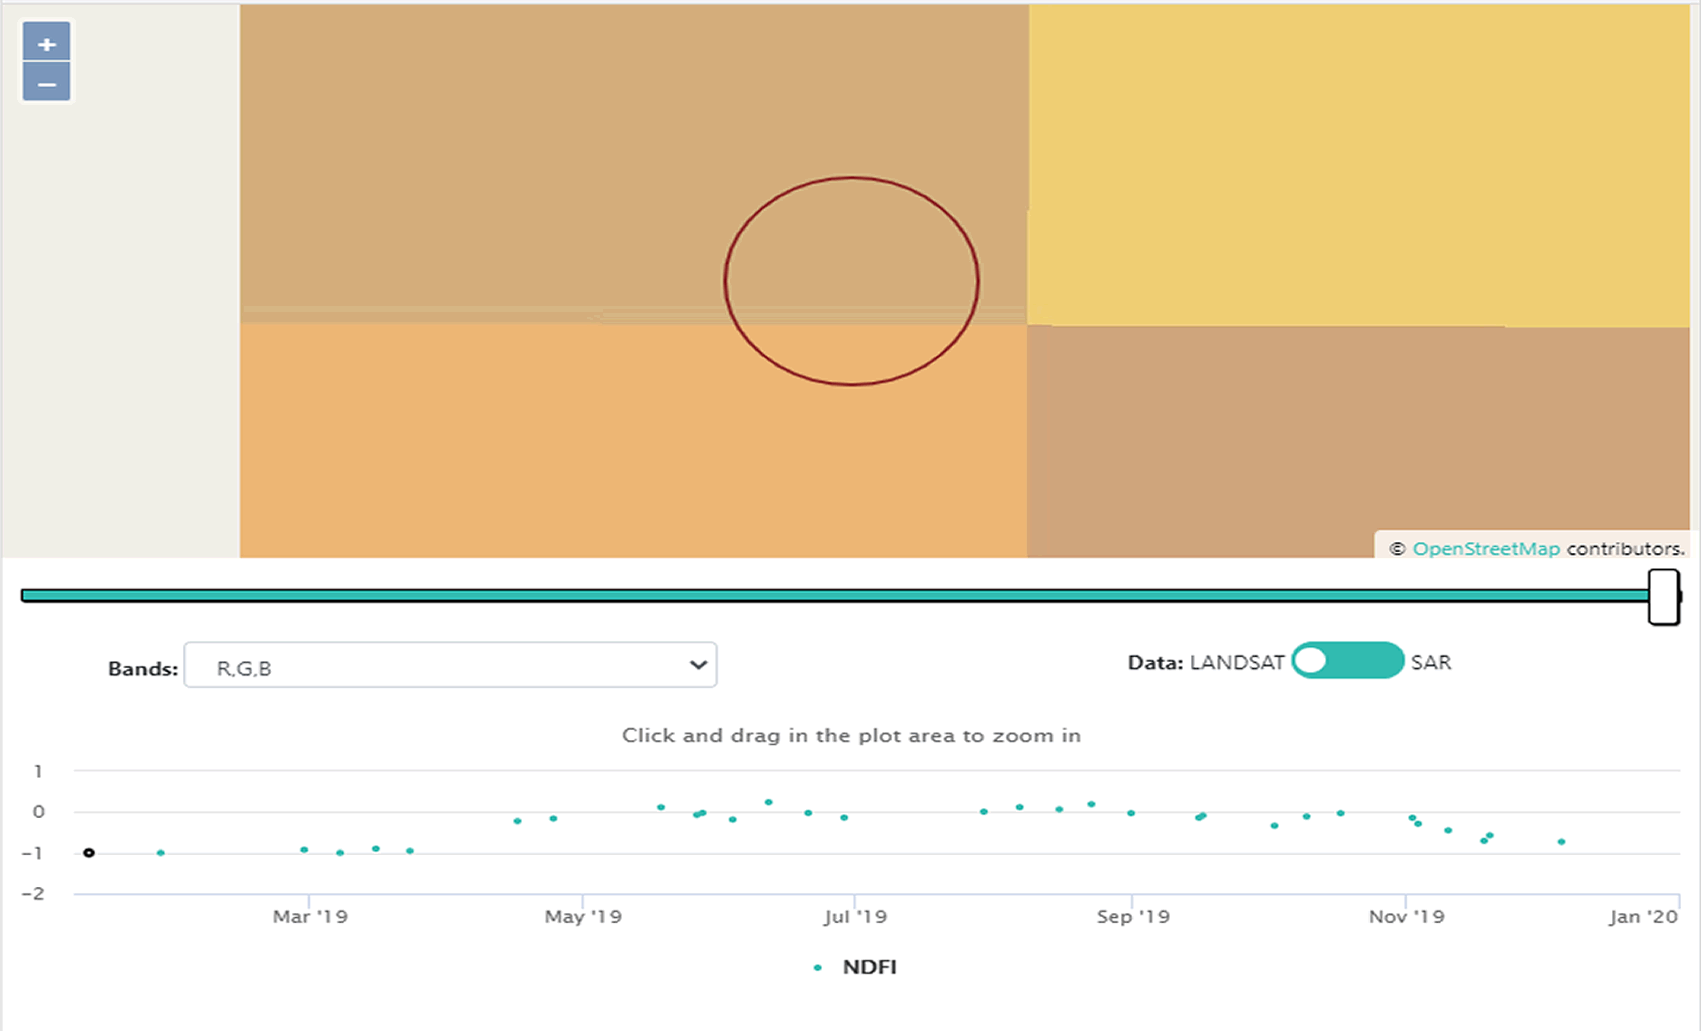 +
−
© OpenStreetMap contributors.
Bands: R,G,B
Data: LANDSAT SAR
Click and drag in the plot area to zoom in
1
0
−1
−2
Mar '19 May '19 Jul '19 Sep '19 Nov '19 Jan '20
NDFI